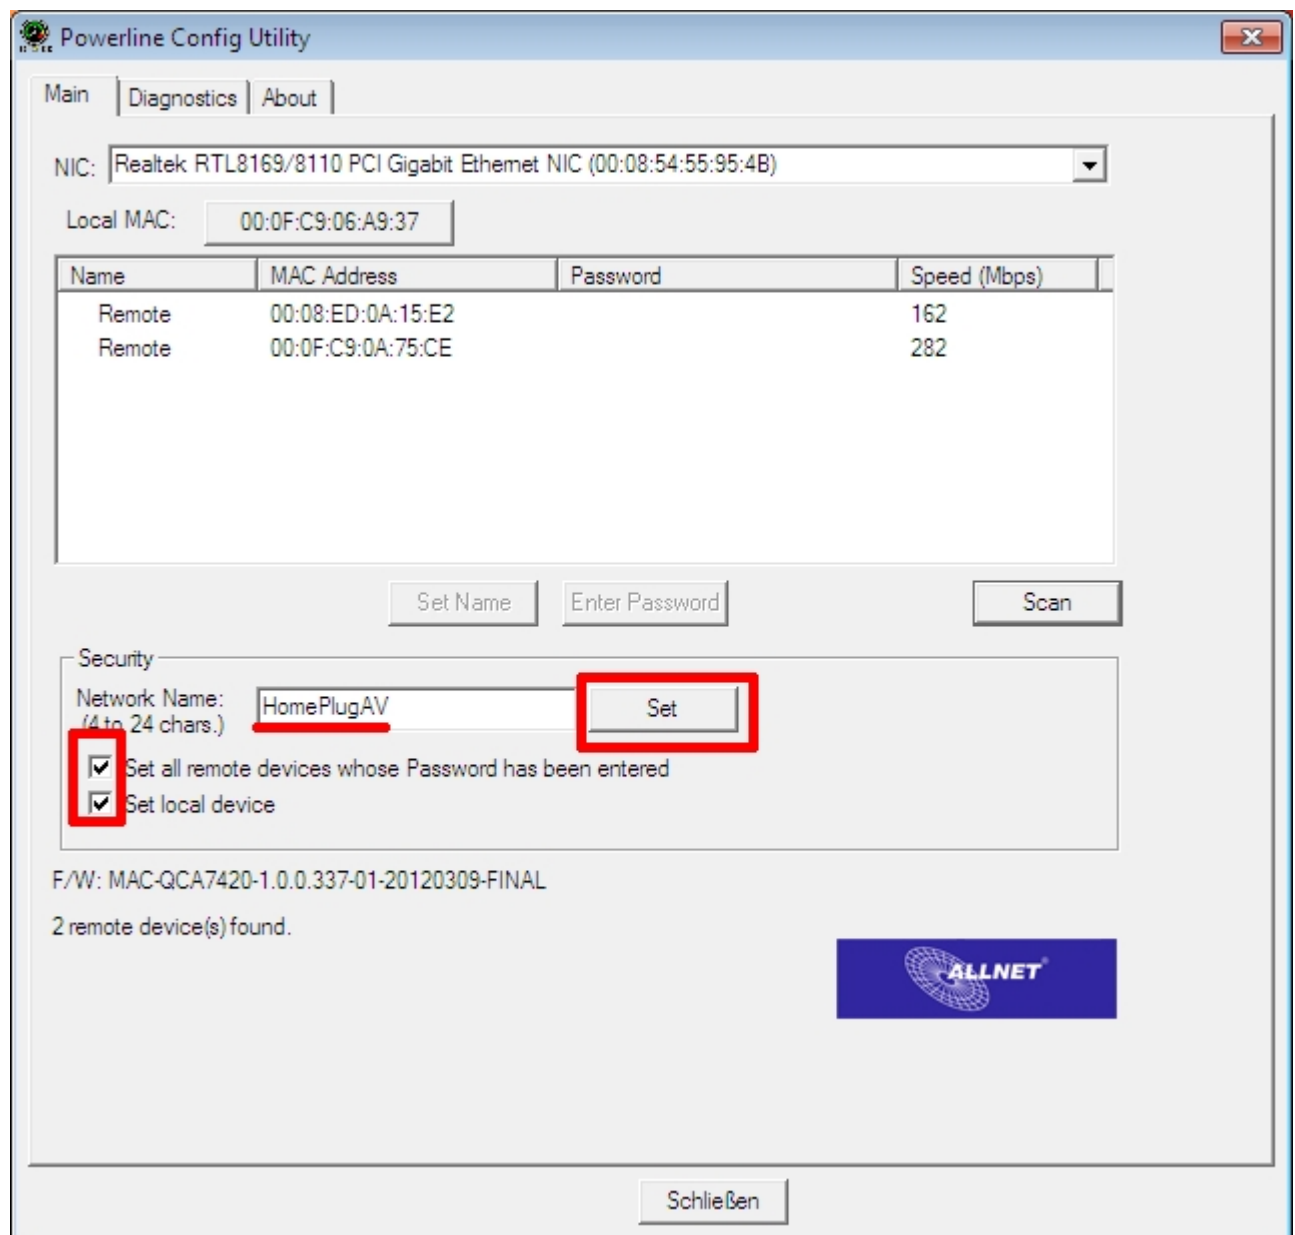 Powerline Config Utility
Main Diagnostics About
NIC: Realtek RTL8169/8110 PCI Gigabit Ethernet NIC (00:08:54:55:95:4B)
Local MAC: 00:0F:C9:06:A9:37
Name MAC Address Password Speed (Mbps)
Remote 00:08:ED:0A:15:E2 162
Remote 00:0F:C9:0A:75:CE 282
Set Name Enter Password Scan
Security
Network Name: HomePlugAV Set
(4 to 24 chars.)
Set all remote devices whose Password has been entered
Set local device
F/W: MAC-QCA7420-1.0.0.337-01-20120309-FINAL
2 remote device(s) found.
ALLNET®
Schließen